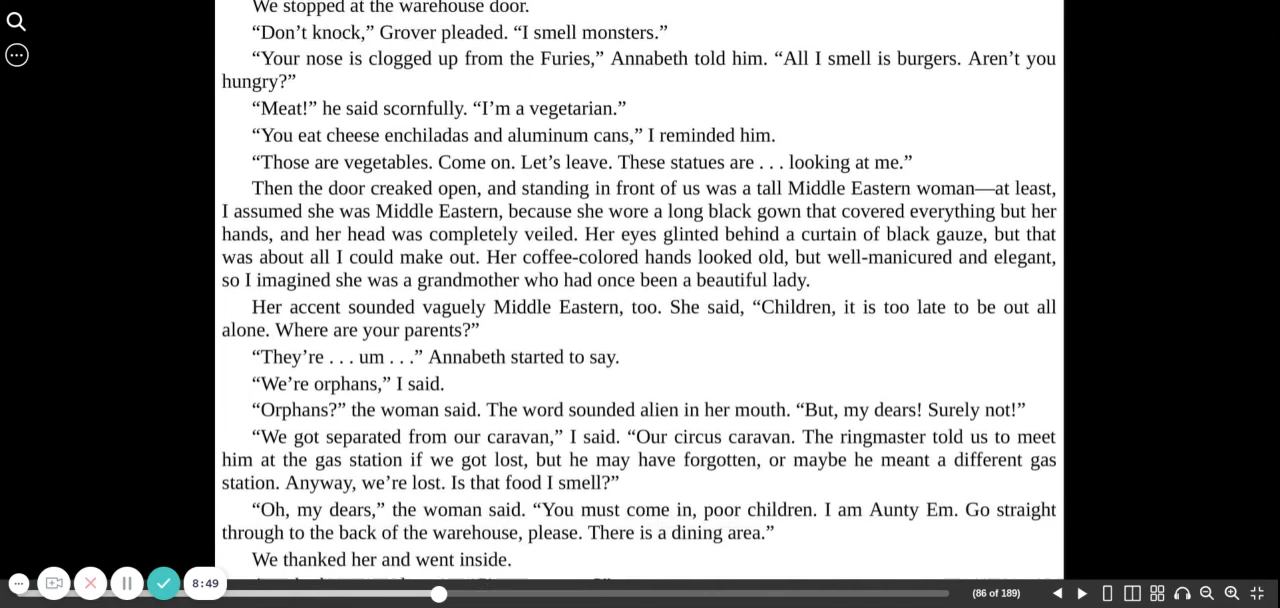 We stopped at the warehouse door.
“Don’t knock,” Grover pleaded. “I smell monsters.”
“Your nose is clogged up from the Furies,” Annabeth told him. “All I smell is burgers. Aren’t you
hungry?”
“Meat!” he said scornfully. “I’m a vegetarian.”
“You eat cheese enchiladas and aluminum cans,” I reminded him.
“Those are vegetables. Come on. Let’s leave. These statues are . . . looking at me.”
Then the door creaked open, and standing in front of us was a tall Middle Eastern woman—at least,
I assumed she was Middle Eastern, because she wore a long black gown that covered everything but her
hands, and her head was completely veiled. Her eyes glinted behind a curtain of black gauze, but that
was about all I could make out. Her coffee-colored hands looked old, but well-manicured and elegant,
so I imagined she was a grandmother who had once been a beautiful lady.
Her accent sounded vaguely Middle Eastern, too. She said, “Children, it is too late to be out all
alone. Where are your parents?”
“They’re . . . um . . .” Annabeth started to say.
“We’re orphans,” I said.
“Orphans?” the woman said. The word sounded alien in her mouth. “But, my dears! Surely not!”
“We got separated from our caravan,” I said. “Our circus caravan. The ringmaster told us to meet
him at the gas station if we got lost, but he may have forgotten, or maybe he meant a different gas
station. Anyway, we’re lost. Is that food I smell?”
“Oh, my dears,” the woman said. “You must come in, poor children. I am Aunty Em. Go straight
through to the back of the warehouse, please. There is a dining area.”
We thanked her and went inside.
8:49
(86 of 189)